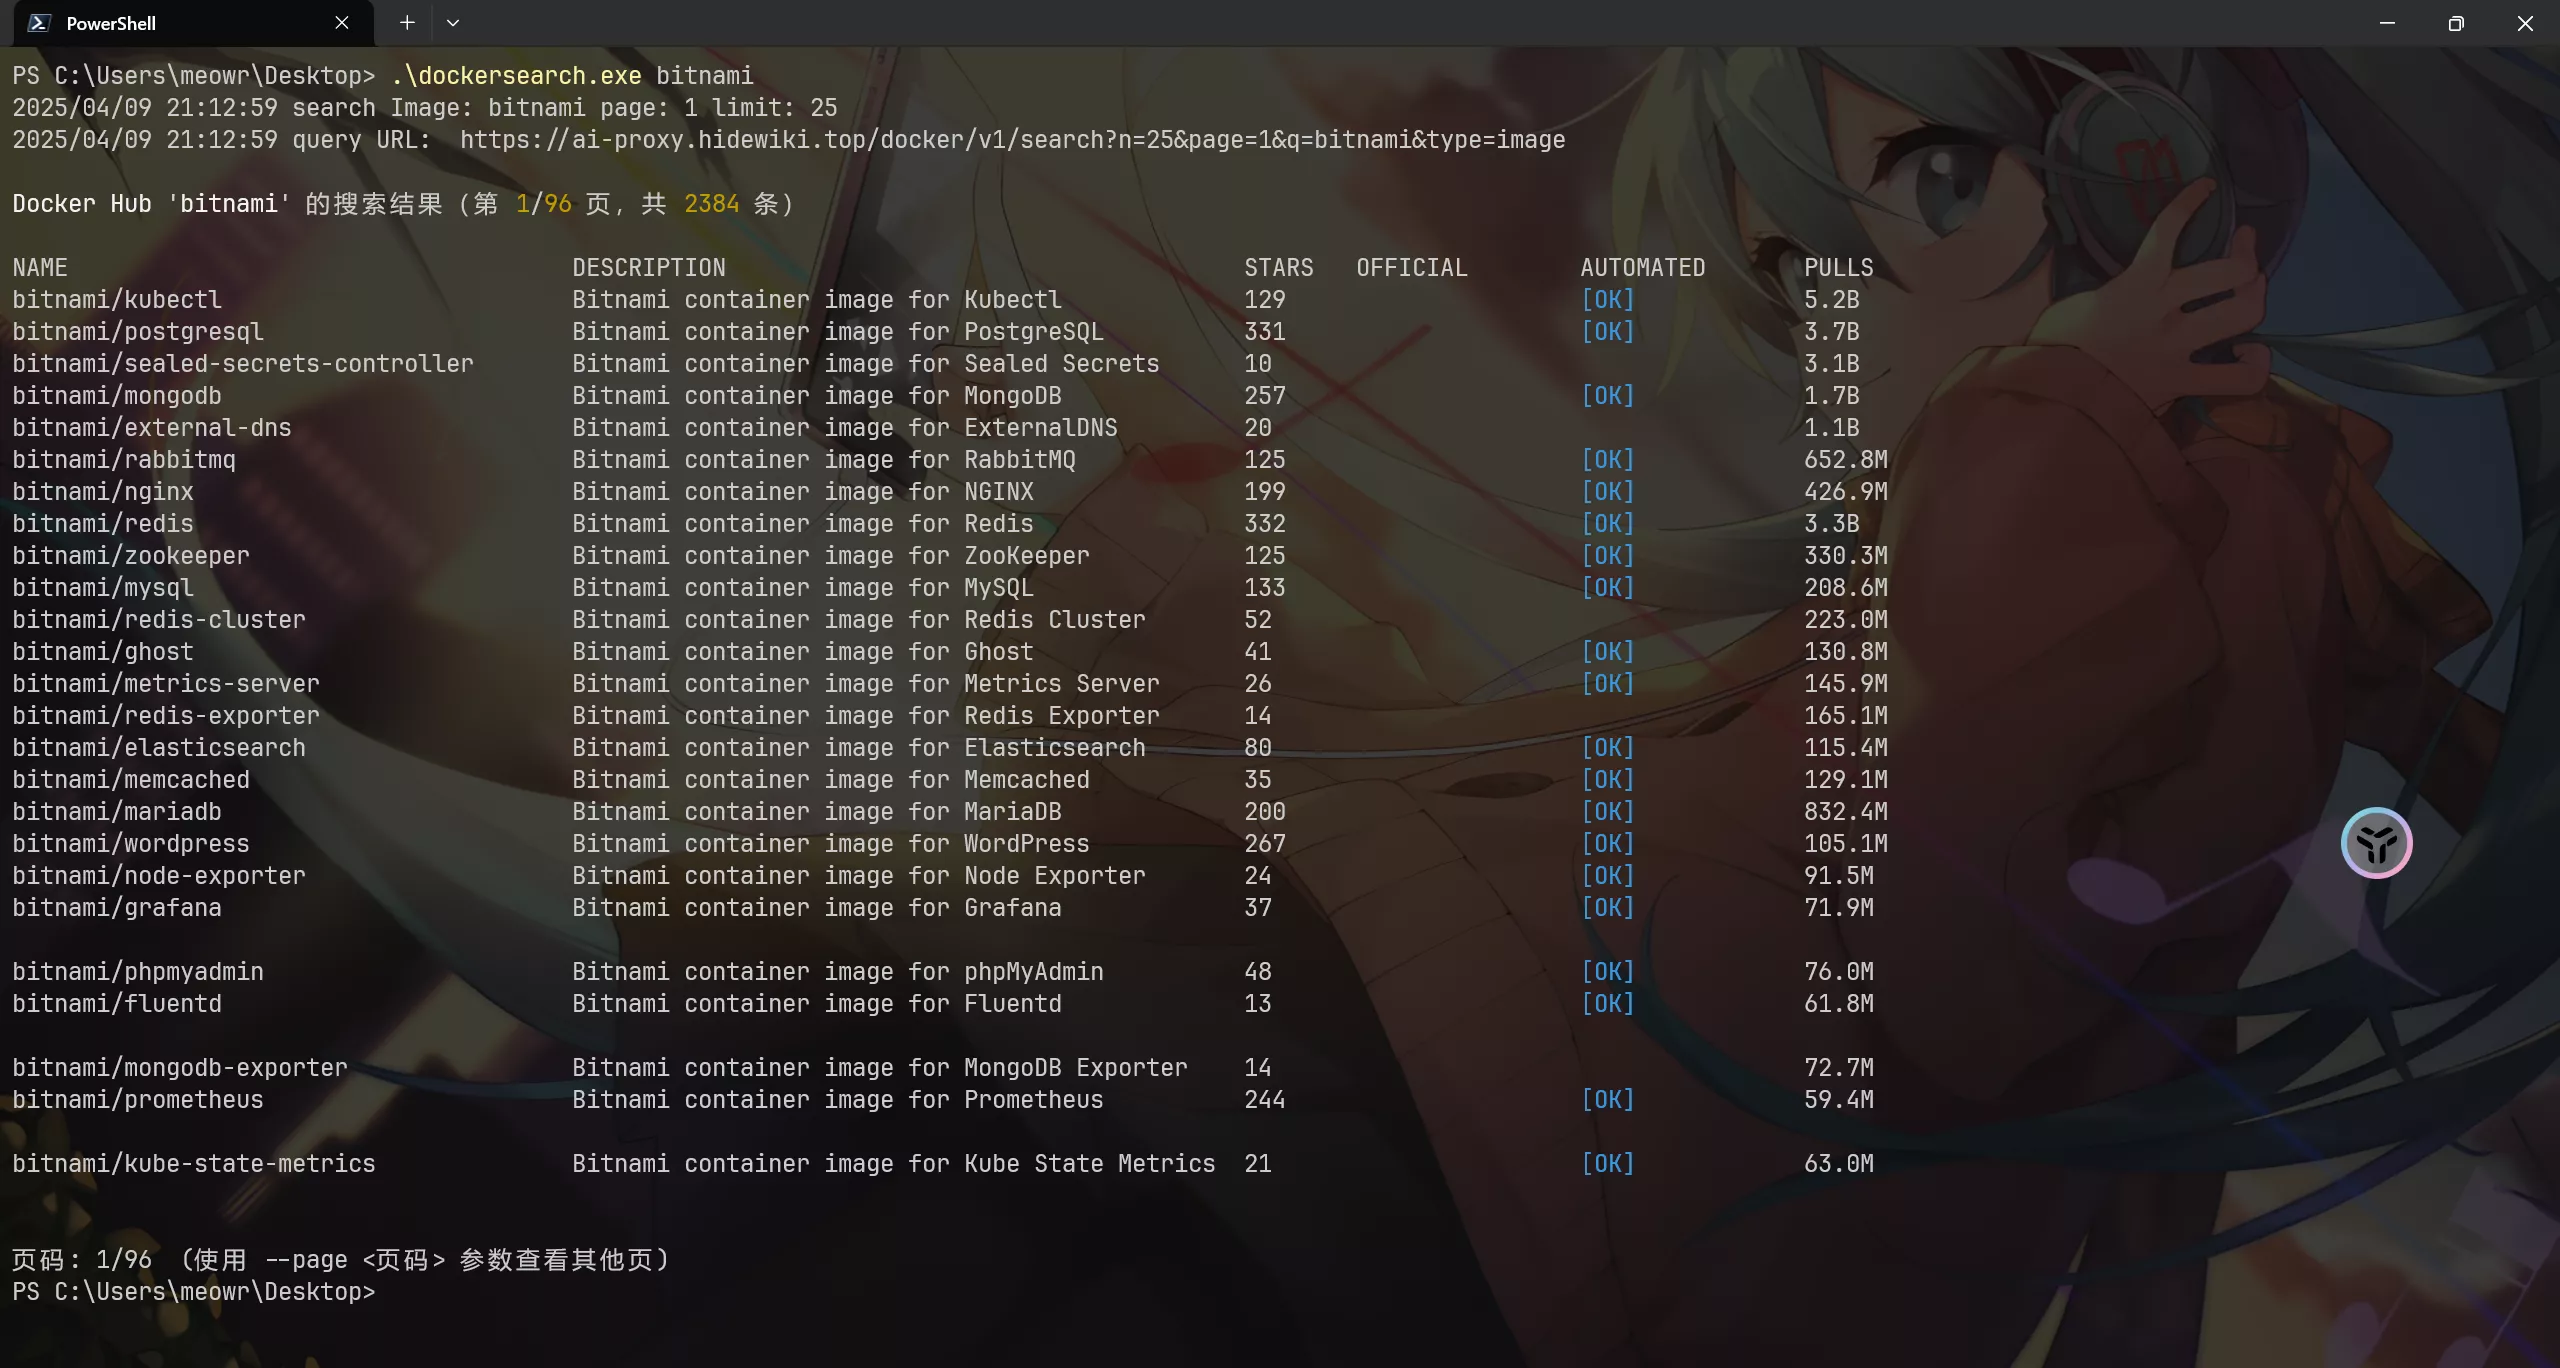 PowerShell
PS C:\Users\meowr\Desktop> .\dockersearch.exe bitnami
2025/04/09 21:12:59 search Image: bitnami page: 1 limit: 25
2025/04/09 21:12:59 query URL:  https://ai-proxy.hidewiki.top/docker/v1/search?n=25&page=1&q=bitnami&type=image
Docker Hub 'bitnami' 的搜索结果 (第 1/96 页, 共 2384 条)
NAME DESCRIPTION STARS OFFICIAL AUTOMATED PULLS
bitnami/kubectl Bitnami container image for Kubectl 129 [OK] 5.2B
bitnami/postgresql Bitnami container image for PostgreSQL 331 [OK] 3.7B
bitnami/sealed-secrets-controller Bitnami container image for Sealed Secrets 10 3.1B
bitnami/mongodb Bitnami container image for MongoDB 257 [OK] 1.7B
bitnami/external-dns Bitnami container image for ExternalDNS 20 1.1B
bitnami/rabbitmq Bitnami container image for RabbitMQ 125 [OK] 652.8M
bitnami/nginx Bitnami container image for NGINX 199 [OK] 426.9M
bitnami/redis Bitnami container image for Redis 332 [OK] 3.3B
bitnami/zookeeper Bitnami container image for ZooKeeper 125 [OK] 330.3M
bitnami/mysql Bitnami container image for MySQL 133 [OK] 208.6M
bitnami/redis-cluster Bitnami container image for Redis Cluster 52 223.0M
bitnami/ghost Bitnami container image for Ghost 41 [OK] 130.8M
bitnami/metrics-server Bitnami container image for Metrics Server 26 [OK] 145.9M
bitnami/redis-exporter Bitnami container image for Redis Exporter 14 165.1M
bitnami/elasticsearch Bitnami container image for Elasticsearch 80 [OK] 115.4M
bitnami/memcached Bitnami container image for Memcached 35 [OK] 129.1M
bitnami/mariadb Bitnami container image for MariaDB 200 [OK] 832.4M
bitnami/wordpress Bitnami container image for WordPress 267 [OK] 105.1M
bitnami/node-exporter Bitnami container image for Node Exporter 24 [OK] 91.5M
bitnami/grafana Bitnami container image for Grafana 37 [OK] 71.9M
bitnami/phpmyadmin Bitnami container image for phpMyAdmin 48 [OK] 76.0M
bitnami/fluentd Bitnami container image for Fluentd 13 [OK] 61.8M
bitnami/mongodb-exporter Bitnami container image for MongoDB Exporter 14 72.7M
bitnami/prometheus Bitnami container image for Prometheus 244 [OK] 59.4M
bitnami/kube-state-metrics Bitnami container image for Kube State Metrics 21 [OK] 63.0M
页码: 1/96 (使用 --page <页码> 参数查看其他页)
PS C:\Users\meowr\Desktop>